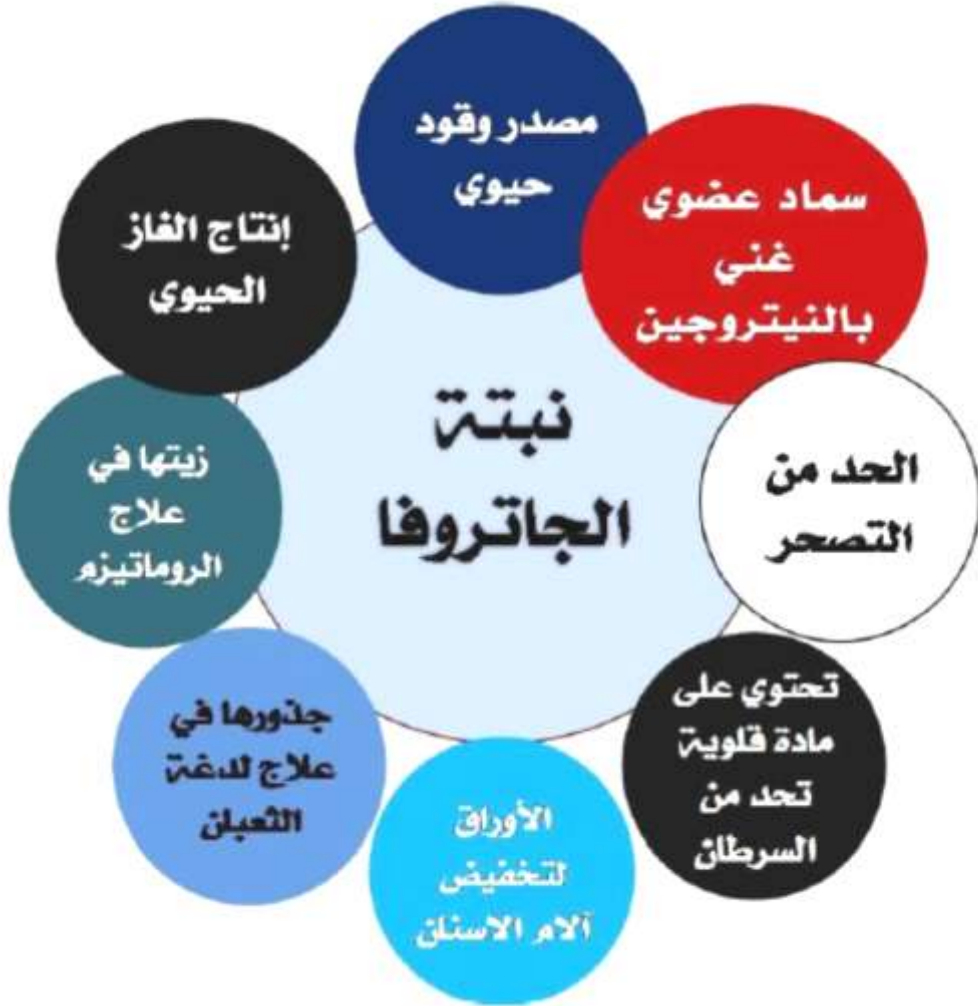 نبتة
الجاتروفا
مصدر وقود
حيوي
سماد عضوي
غني
بالنيتروجين
الحد من
التصحر
تحتوي على
مادة قلوية
تحد من
السرطان
الأوراق
لتخفيض
آلام الاسنان
جذورها في
علاج لدغة
الثعبان
زيتها في
علاج
الروماتيزم
إنتاج الغاز
الحيوي